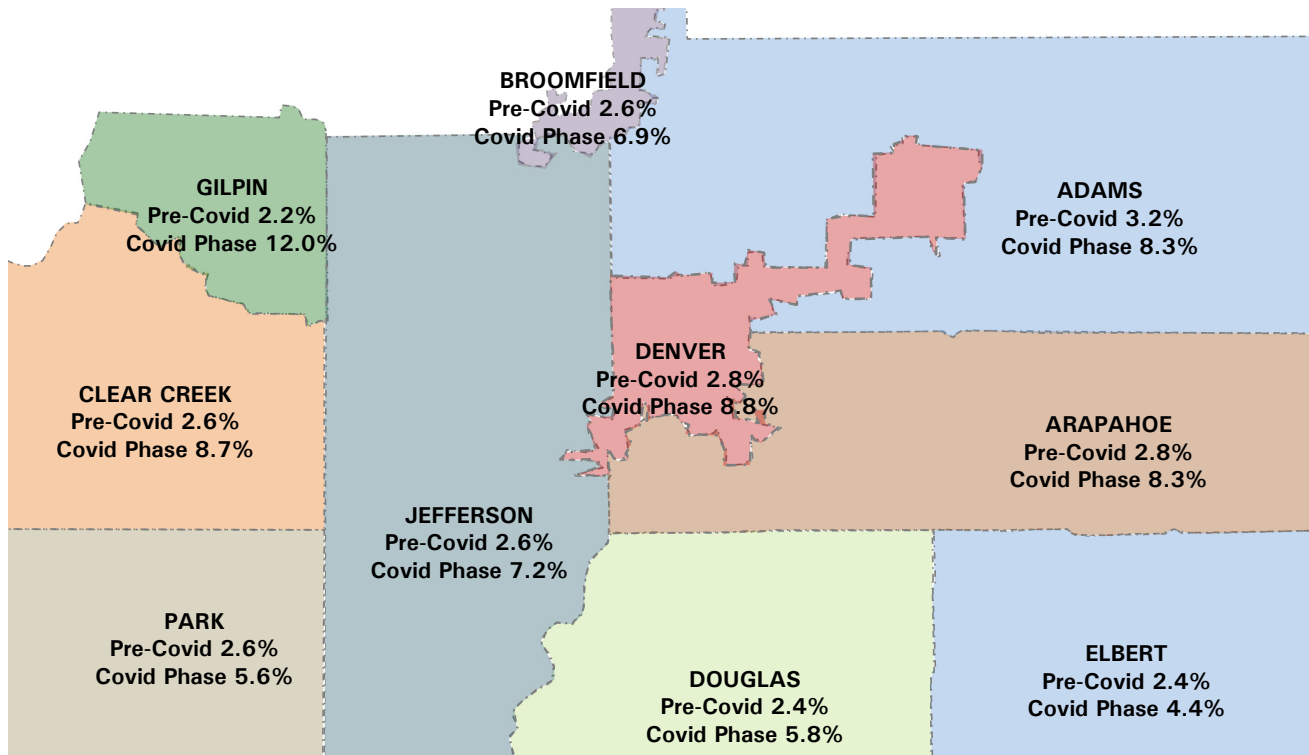 BROOMFIELD
Pre-Covid 2.6%
Covid Phase 6.9%
GILPIN
Pre-Covid 2.2%
Covid Phase 12.0%
ADAMS
Pre-Covid 3.2%
Covid Phase 8.3%
DENVER
Pre-Covid 2.8%
Covid Phase 8.8%
CLEAR CREEK
Pre-Covid 2.6%
Covid Phase 8.7%
ARAPAHOE
Pre-Covid 2.8%
Covid Phase 8.3%
JEFFERSON
Pre-Covid 2.6%
Covid Phase 7.2%
PARK
Pre-Covid 2.6%
Covid Phase 5.6%
DOUGLAS
Pre-Covid 2.4%
Covid Phase 5.8%
ELBERT
Pre-Covid 2.4%
Covid Phase 4.4%